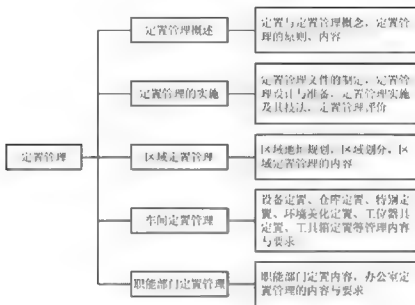 定置管理概述
定置与定置管理概念、定置管
理的原则、内容
定置管理的实施
定置管理文件的制定、定置管
理设计与准备、定置管理实施
及其技法、定置管理评价
定置管理
区域定置管理
区域地加规划、区域划分、区
域定置管理的内容
车间定置管理
设备定置、仓库定置、特别定
置、环境美化定置、工位器具
定置、工具箱定置等管理内容
与要求
职能部门定置管理
职能部门定置内容、办公室定
置管理的内容与要求